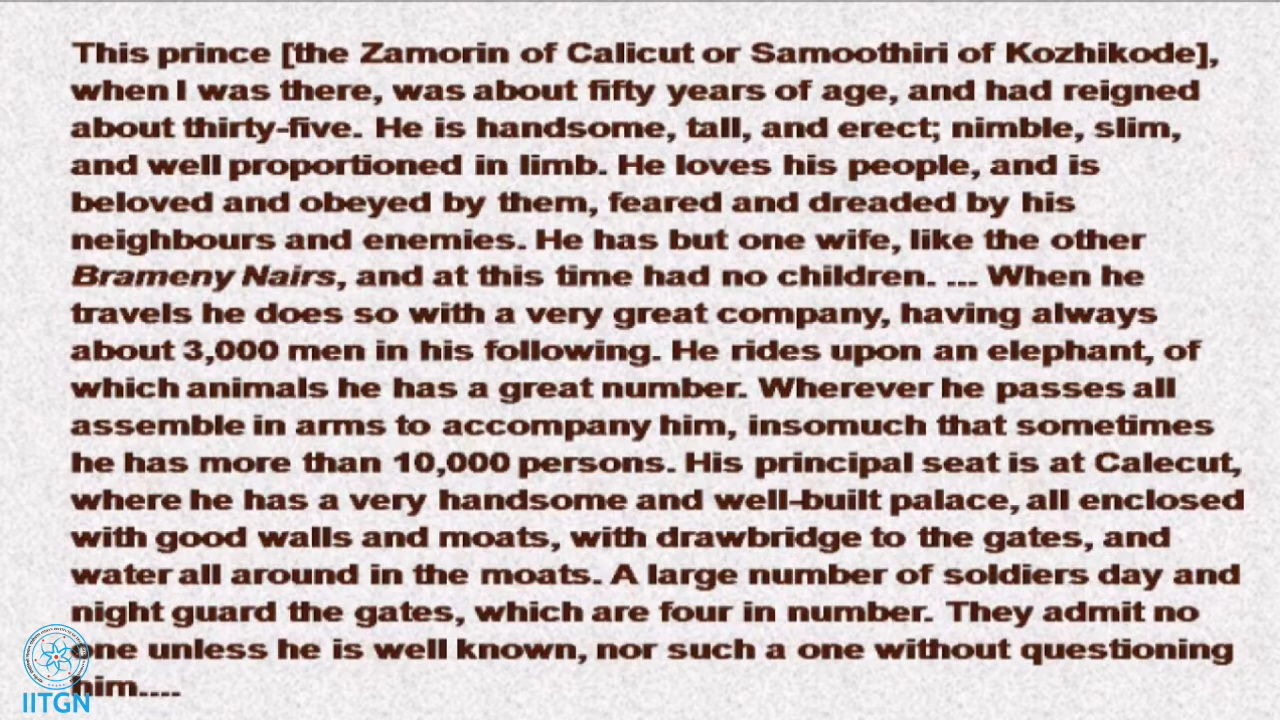 This prince [the Zamorin of Calicut or Samoothiri of Kozhikode],
when I was there, was about fifty years of age, and had reigned
about thirty-five. He is handsome, tall, and erect; nimble, slim,
and well proportioned in limb. He loves his people, and is
beloved and obeyed by them, feared and dreaded by his
neighbours and enemies. He has but one wife, like the other
Brameny Nairs, and at this time had no children. ... When he
travels he does so with a very great company, having always
about 3,000 men in his following. He rides upon an elephant, of
which animals he has a great number. Wherever he passes all
assemble in arms to accompany him, insomuch that sometimes
he has more than 10,000 persons. His principal seat is at Calecut,
where he has a very handsome and well-built palace, all enclosed
with good walls and moats, with drawbridge to the gates, and
water all around in the moats. A large number of soldiers day and
night guard the gates, which are four in number. They admit no
one unless he is well known, nor such a one without questioning
him....
IITGN